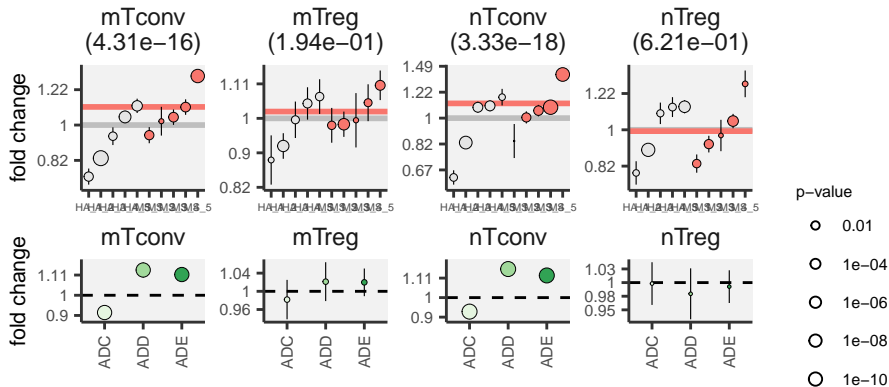 mTconv
(4.31e−16)
mTreg
(1.94e−01)
nTconv
(3.33e−18)
nTreg
(6.21e−01)
fold change
1.22
1
0.82
1.11
1
0.9
0.82
1.49
1.22
1
0.82
0.67
1.22
1
0.82
mTconv
mTreg
nTconv
nTreg
fold change
1.11
1
0.9
1.04
1
0.96
1.11
1
0.9
1.03
1
0.98
0.95
ADC
ADD
ADE
ADC
ADD
ADE
ADC
ADD
ADE
ADC
ADD
ADE
p−value
0.01
1e−04
1e−06
1e−08
1e−10